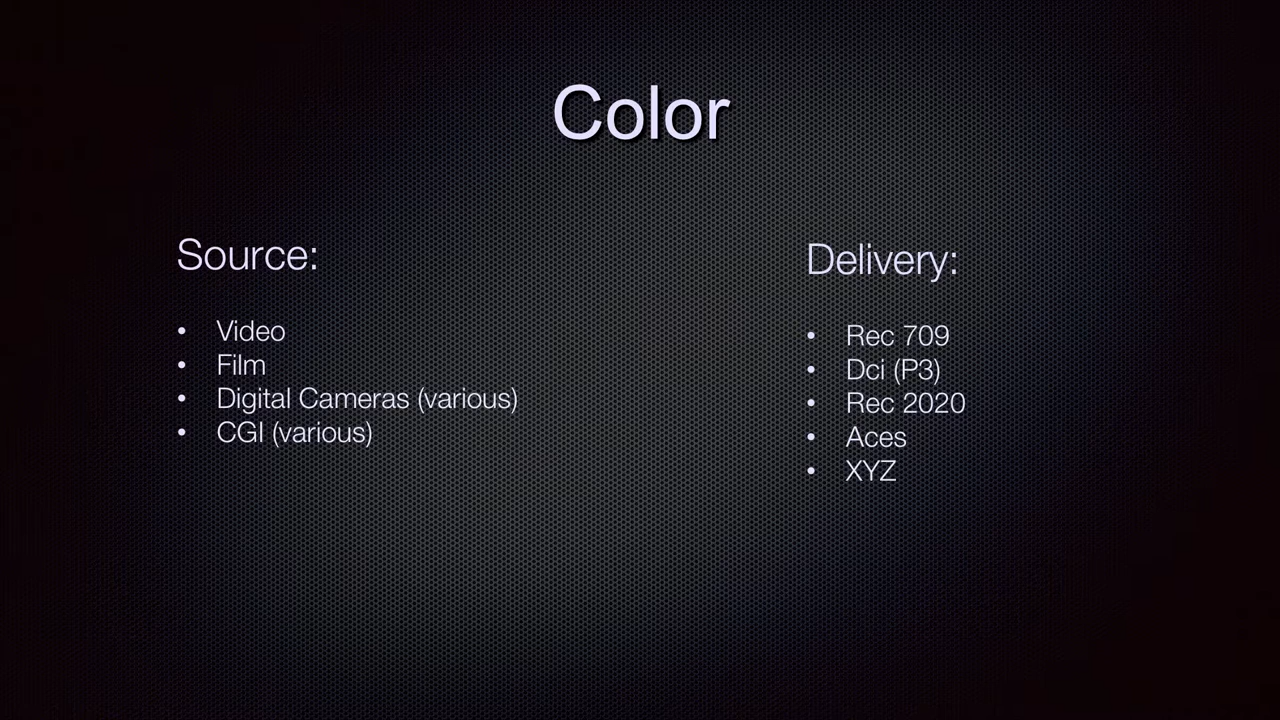 Color
Source:
• Video
• Film
• Digital Cameras (various)
• CGI (various)
Delivery:
• Rec 709
• Dci (P3)
• Rec 2020
• Aces
• XYZ